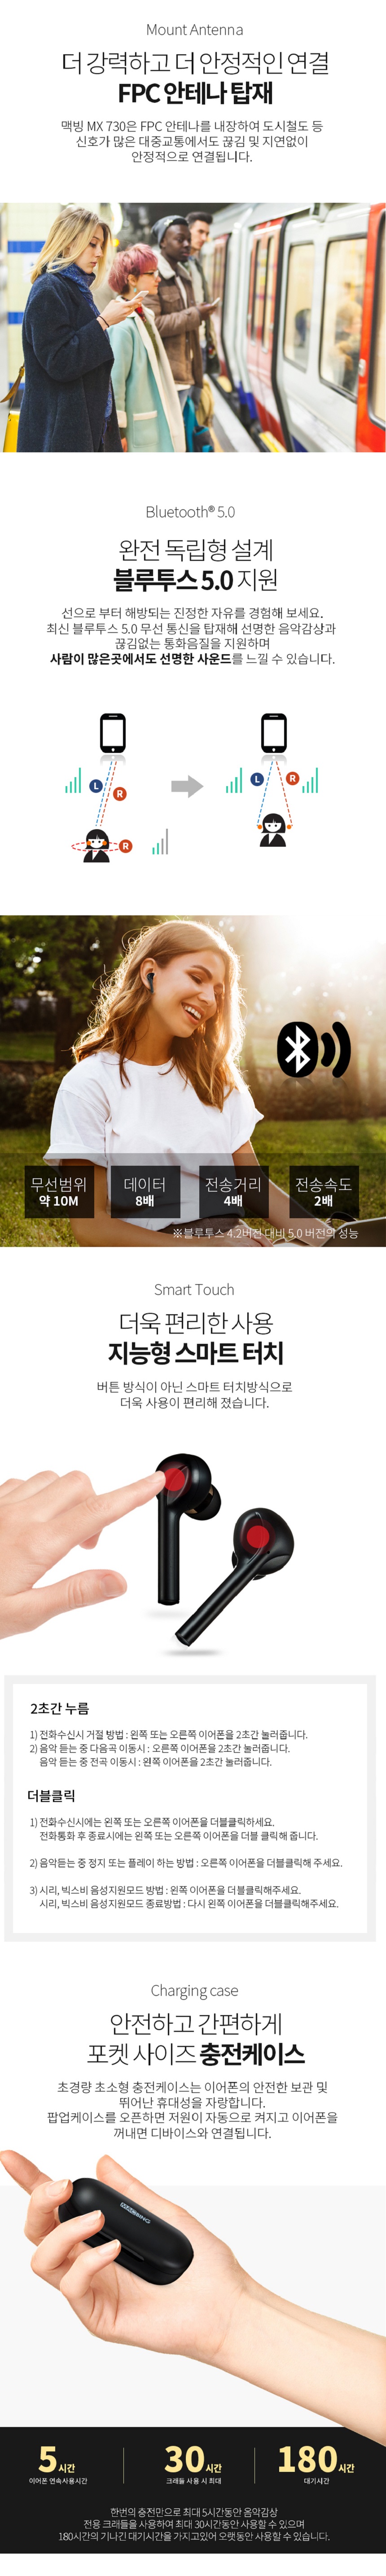 Mount Antenna
더 강력하고 더 안정적인 연결
FPC 안테나 탑재
맥빙 MX 730은 FPC 안테나를 내장하여 도시철도 등
신호가 많은 대중교통에서도 끊김 및 지연없이
안정적으로 연결됩니다.
Bluetooth® 5.0
완전 독립형 설계
블루투스 5.0 지원
선으로 부터 해방되는 진정한 자유를 경험해 보세요.
최신 블루투스 5.0 무선 통신을 탑재해 선명한 음악감상과
끊김없는 통화음질을 지원하며
사람이 많은곳에서도 선명한 사운드를 느낄 수 있습니다.
L
R
L
R
R
무선범위
약 10M
데이터
8배
전송거리
4배
전송속도
2배
※블루투스 4.2버전 대비 5.0 버전의 성능
Smart Touch
더욱 편리한 사용
지능형 스마트 터치
버튼 방식이 아닌 스마트 터치방식으로
더욱 사용이 편리해 졌습니다.
2초간 누름
1) 전화수신시 거절 방법 : 왼쪽 또는 오른쪽 이어폰을 2초간 눌러줍니다.
2) 음악 듣는 중 다음곡 이동시 : 오른쪽 이어폰을 2초간 눌러줍니다.
음악 듣는 중 전곡 이동시 : 왼쪽 이어폰을 2초간 눌러줍니다.
더블클릭
1) 전화수신시에는 왼쪽 또는 오른쪽 이어폰을 더블클릭하세요.
전화통화 후 종료시에는 왼쪽 또는 오른쪽 이어폰을 더블 클릭해 줍니다.
2) 음악듣는 중 정지 또는 플레이 하는 방법 : 오른쪽 이어폰을 더블클릭해 주세요.
3) 시리, 빅스비 음성지원모드 방법 : 왼쪽 이어폰을 더블클릭해주세요.
시리, 빅스비 음성지원모드 종료방법 : 다시 왼쪽 이어폰을 더블클릭해주세요.
Charging case
안전하고 간편하게
포켓 사이즈 충전케이스
초경량 초소형 충전케이스는 이어폰의 안전한 보관 및
뛰어난 휴대성을 자랑합니다.
팝업케이스를 오픈하면 저원이 자동으로 켜지고 이어폰을
꺼내면 디바이스와 연결됩니다.
5시간
이어폰 연속사용시간
30시간
크래들 사용 시 최대
180시간
대기시간
한번의 충전만으로 최대 5시간동안 음악감상
전용 크래들을 사용하여 최대 30시간동안 사용할 수 있으며
180시간의 기나긴 대기시간을 가지고있어 오랫동안 사용할 수 있습니다.